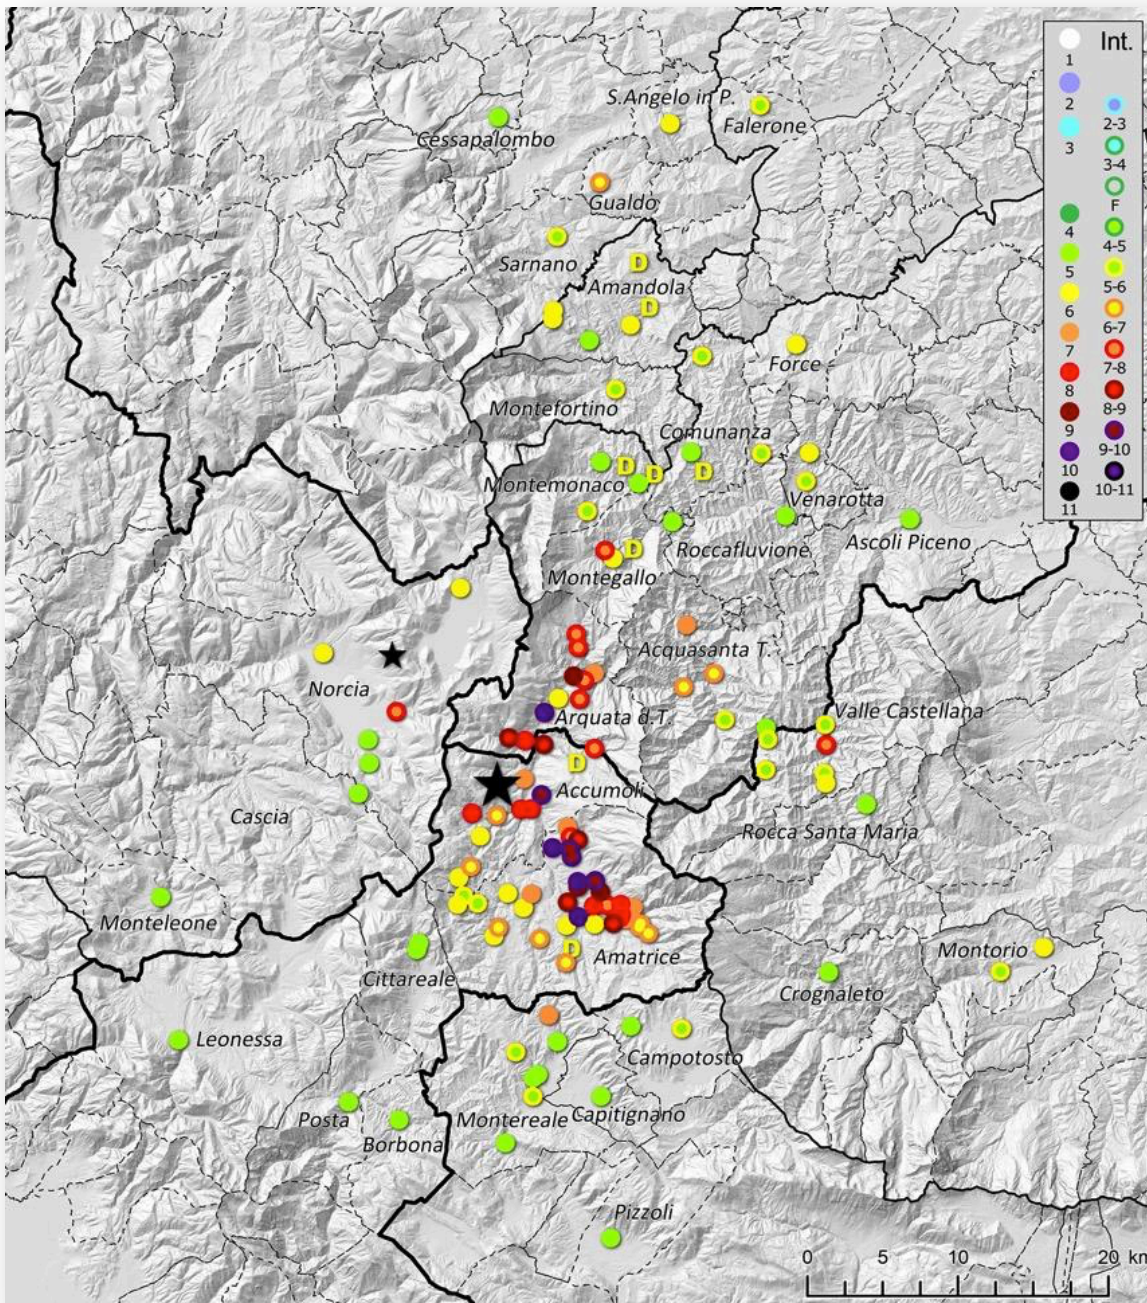 Int.
1
2
2-3
3
3-4
F
4
4-5
5
5-6
6
6-7
7
7-8
8
8-9
9
9-10
10
10-11
11
S.Angelo in P.
Falerone
Cessapalombo
Gualdo
Sarnano
D
Amandola
D
Force
Montefortino
Comunanza
D
D
D
Montemonaco
Venarotta
Roccafluvione
Ascoli Piceno
D
Montegallo
Acquasanta T.
Norcia
Arquata d.T.
Valle Castellana
D
Accumoli
Cascia
Rocca Santa Maria
Monteleone
D
Amatrice
Montorio
Cittareale
Crognaleto
Leonessa
Campotosto
Posta
Borbona
Montereale
Capitignano
Pizzoli
0 5 10 20 km